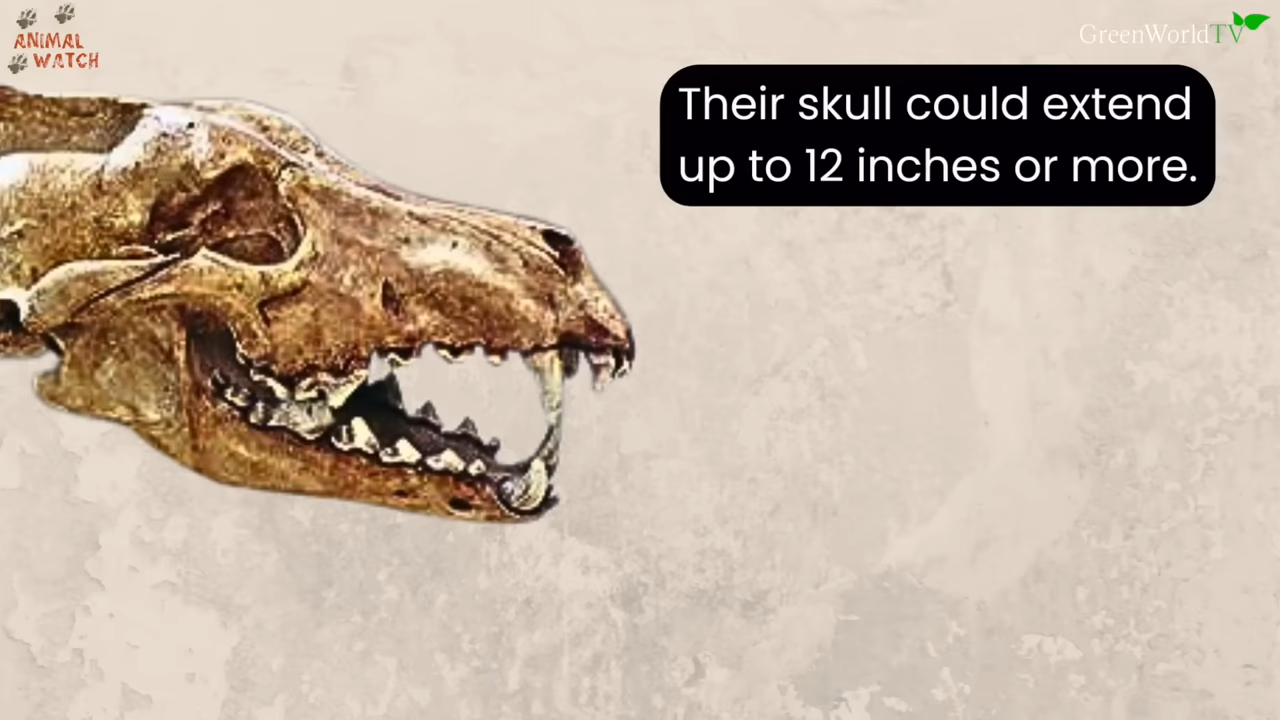 ANIMAL
WATCH
GreenWorldTV
Their skull could extend
up to 12 inches or more.